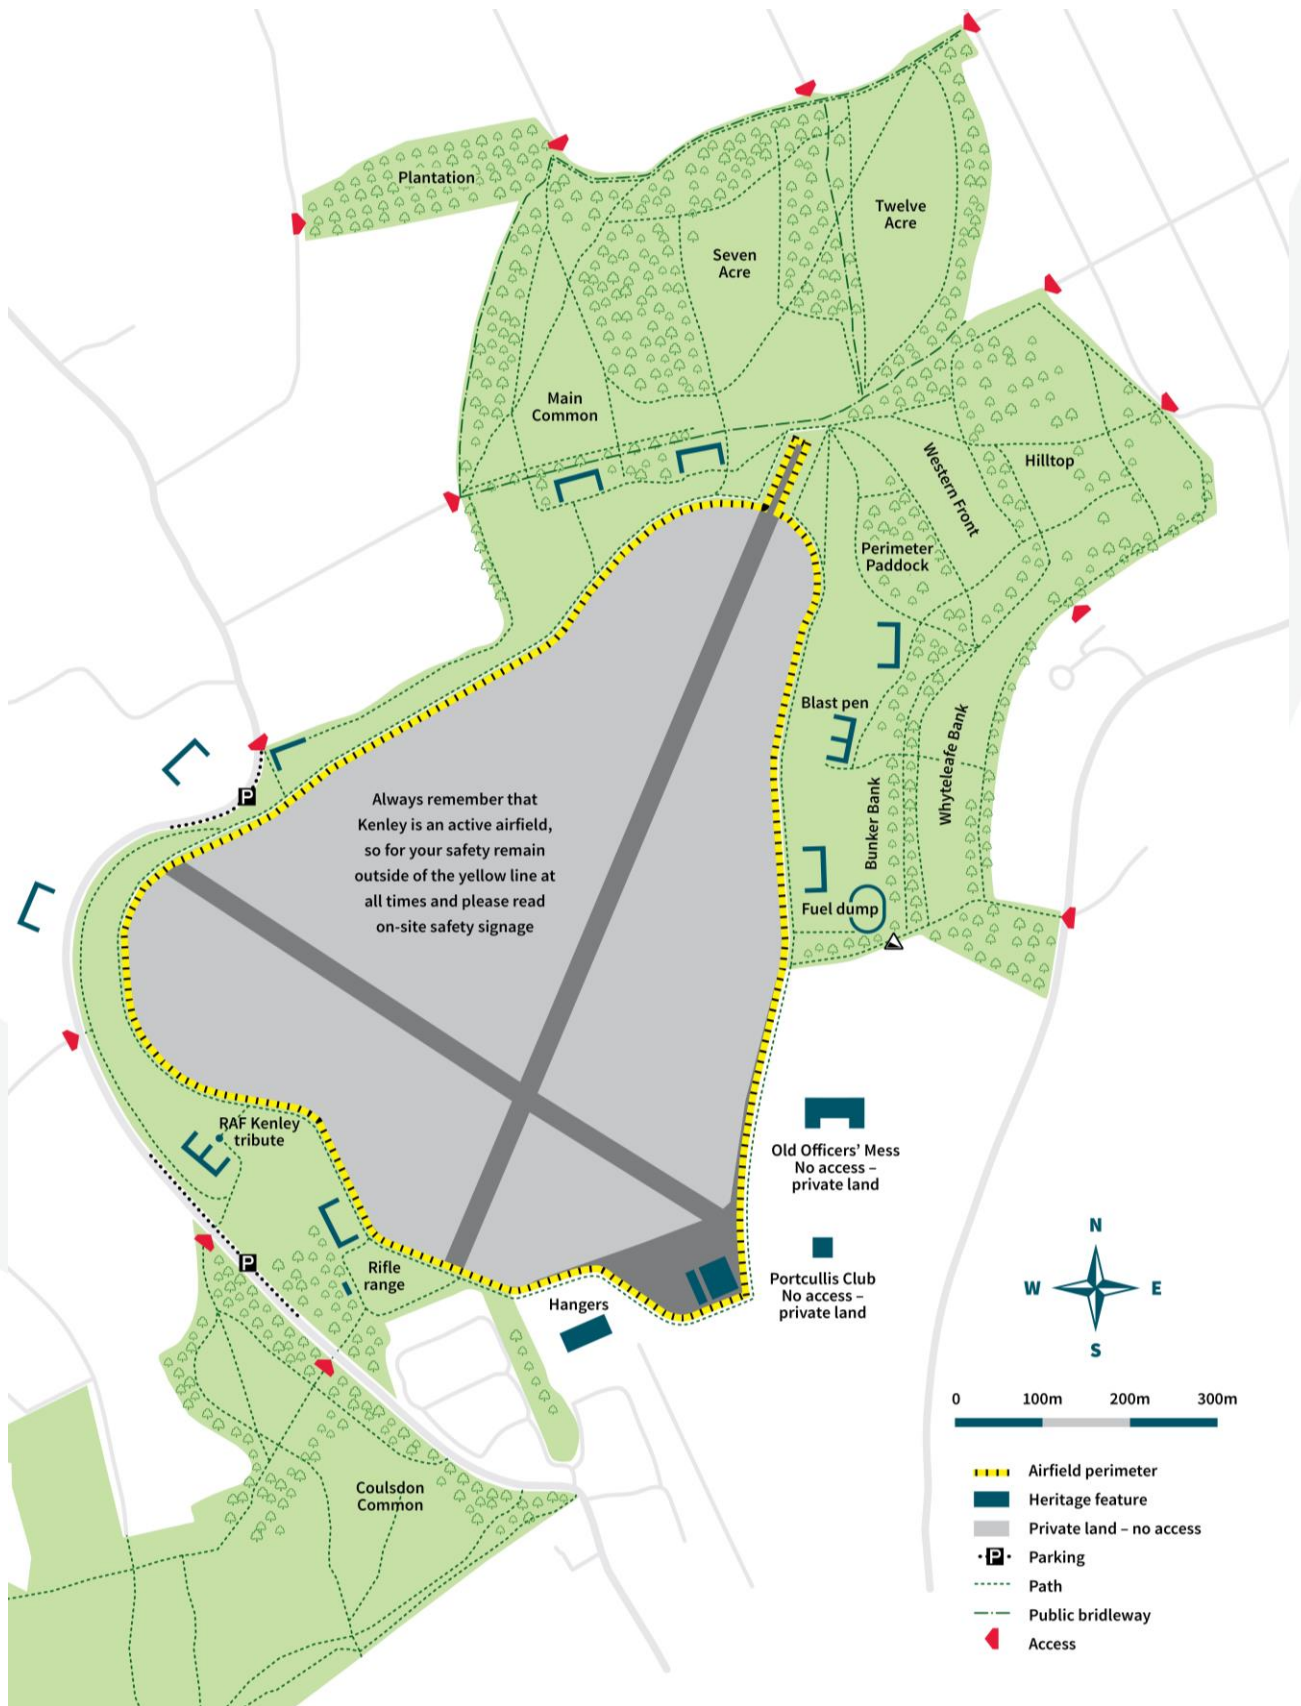 Plantation
Twelve
Acre
Seven
Acre
Main
Common
Western Front
Hilltop
Perimeter
Paddock
Blast pen
Whyteleafe Bank
Bunker Bank
Fuel dump
Always remember that
Kenley is an active airfield,
so for your safety remain
outside of the yellow line at
all times and please read
on-site safety signage
P
RAF Kenley
tribute
P
Rifle
range
Hangers
Old Officers’ Mess
No access –
private land
Portcullis Club
No access –
private land
Coulsdon
Common
N
W E
S
0 100m 200m 300m
Airfield perimeter
Heritage feature
Private land – no access
P Parking
Path
Public bridleway
Access